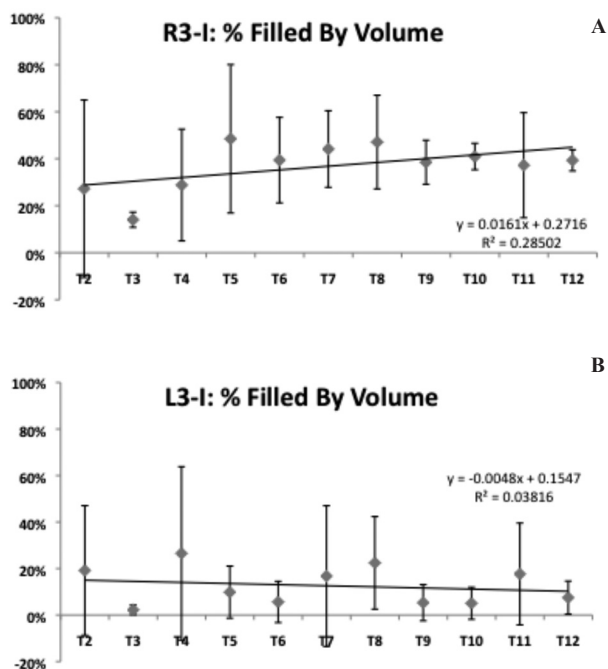 A
R3-I: % Filled By Volume
100%
80%
60%
40%
20%
0%
-20%
T2 T3 T4 T5 T6 T7 T8 T9 T10 T11 T12
y = 0.0161x + 0.2716
R² = 0.28502
B
L3-I: % Filled By Volume
100%
80%
60%
40%
20%
0%
-20%
T2 T3 T4 T5 T6 T7 T8 T9 T10 T11 T12
y = -0.0048x + 0.1547
R² = 0.03816